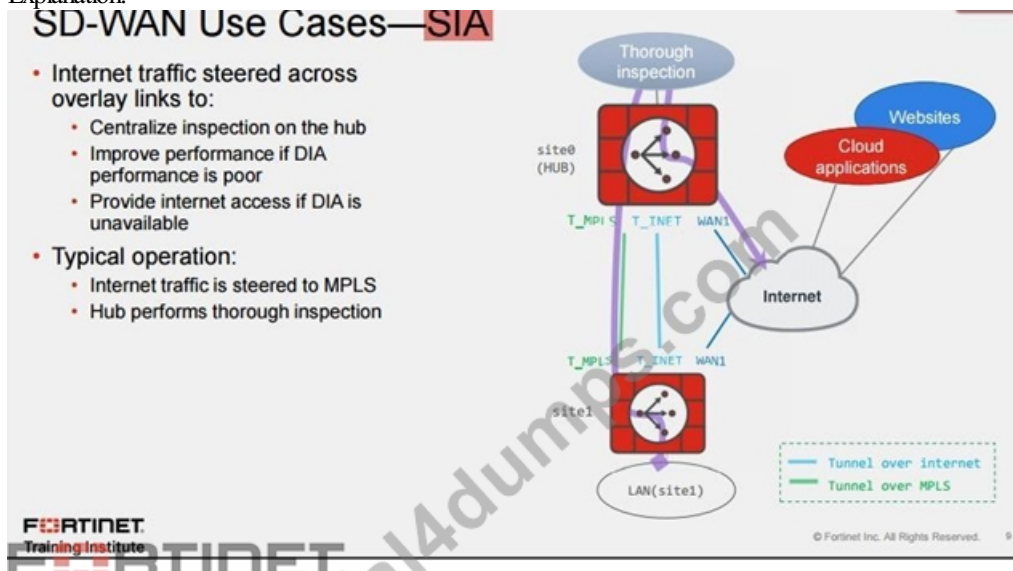 Explanation:
SD-WAN Use Cases—SIA
• Internet traffic steered across
overlay links to:
• Centralize inspection on the hub
• Improve performance if DIA
performance is poor
• Provide internet access if DIA is
unavailable
• Typical operation:
• Internet traffic is steered to MPLS
• Hub performs thorough inspection
Thorough
inspection
Websites
Cloud
applications
site0
(HUB)
T_MPLS T_INET WAN1
Internet
T_MPLS T_INET WAN1
site1
LAN(site1)
Tunnel over internet
Tunnel over MPLS
FORTINET
Training Institute
© Fortinet Inc. All Rights Reserved. 9